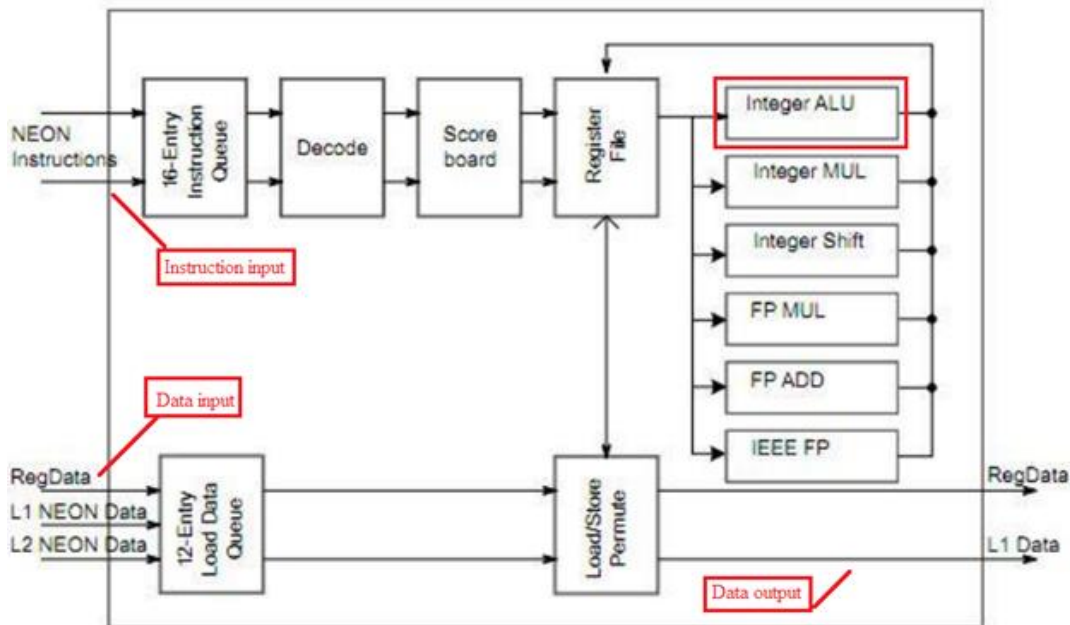 NEON
Instructions
16-Entry
Instruction
Queue
Decode
Score
board
Register
File
Integer ALU
Integer MUL
Integer Shift
FP MUL
FP ADD
IEEE FP
Instruction input
Data input
RegData
L1 NEON Data
L2 NEON Data
12-Entry
Load Data
Queue
Load/Store
Permute
RegData
L1 Data
Data output